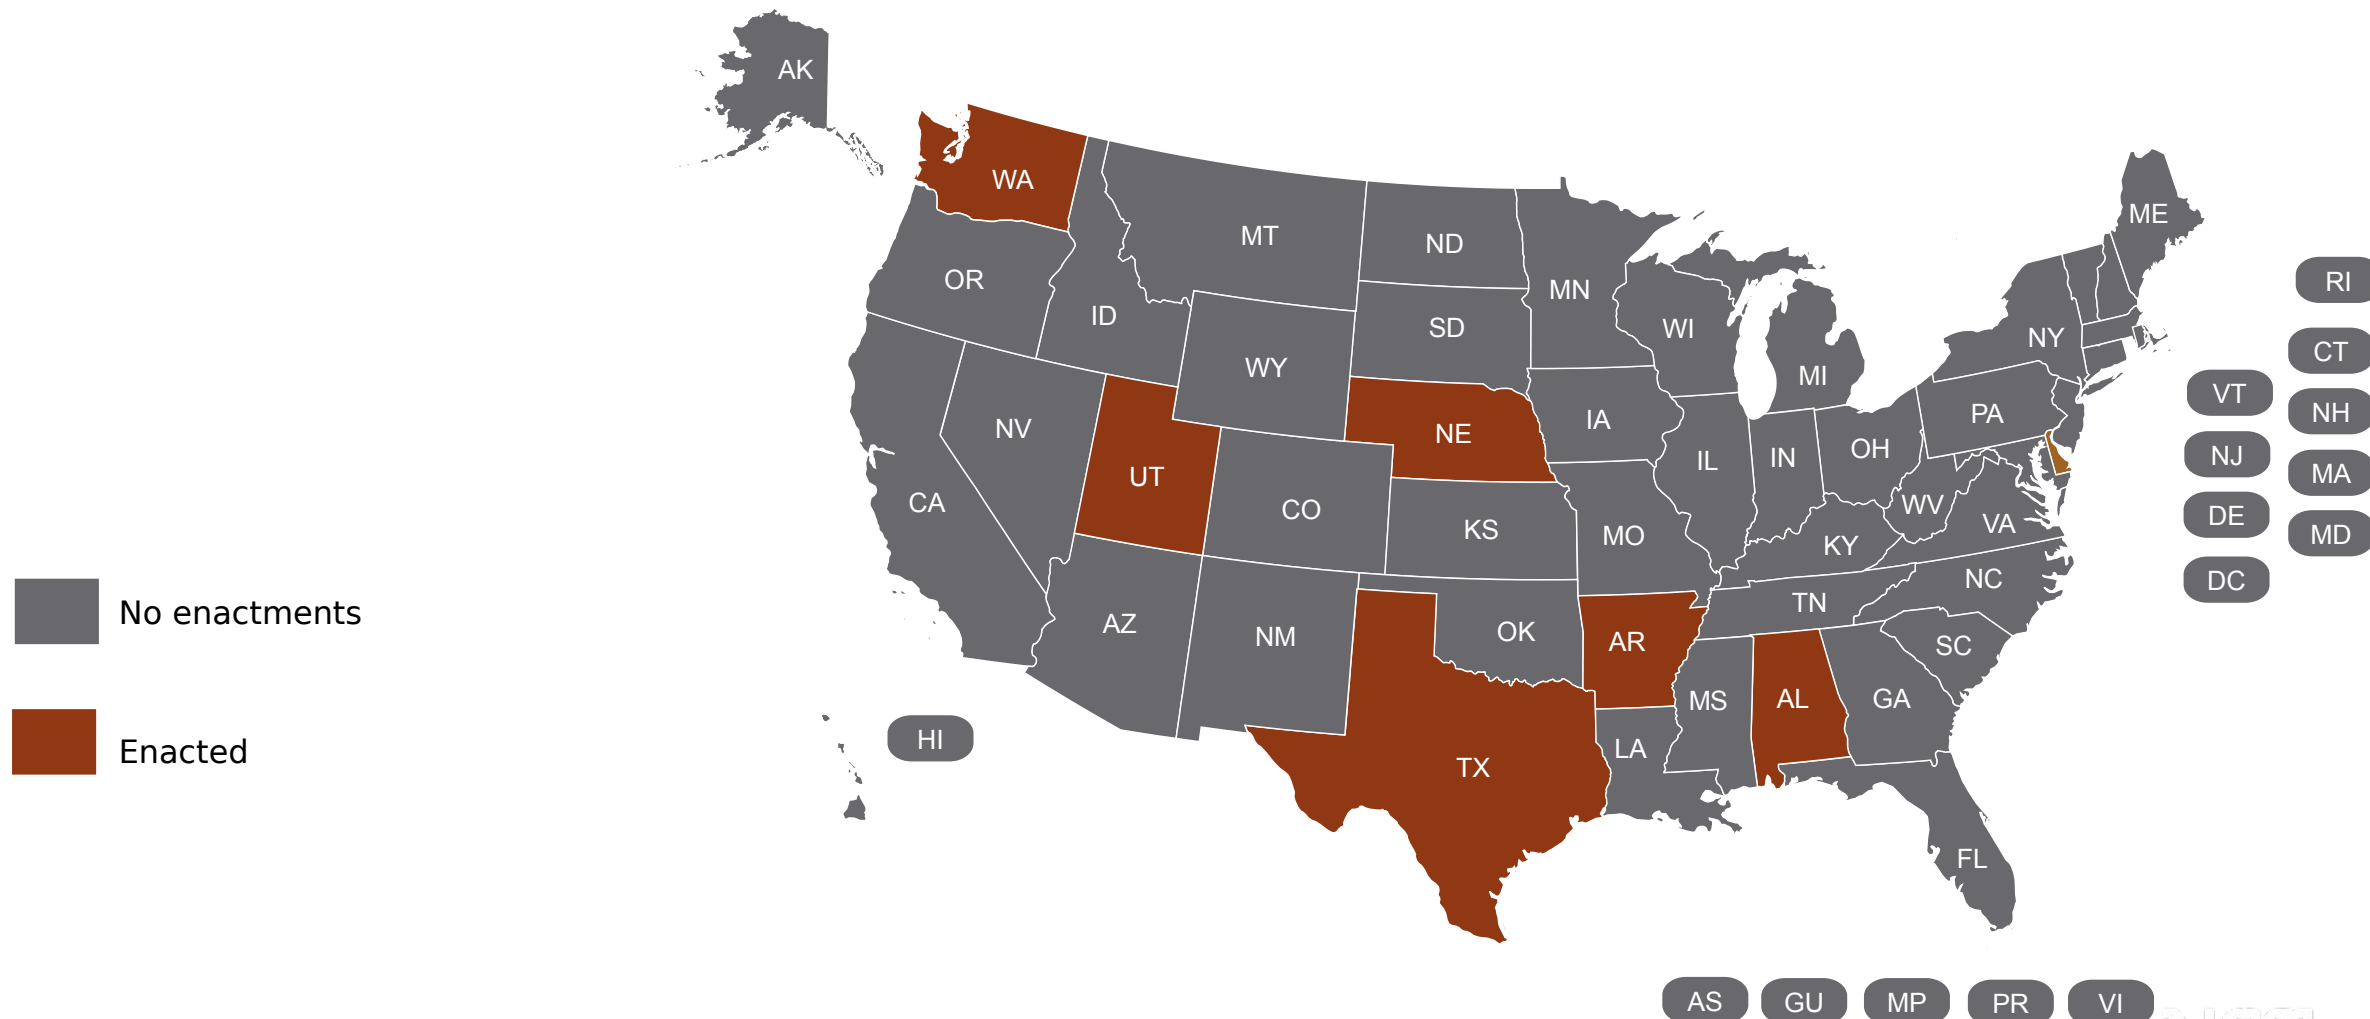 AK
WA
MT
ND
MN
ME
OR
ID
SD
WI
NY
RI
WY
MI
CT
VT
NH
NV
UT
NE
IA
PA
IL
IN
OH
NJ
MA
CA
CO
KS
MO
WV
VA
DE
MD
KY
DC
No enactments
AZ
NM
OK
AR
TN
NC
SC
MS
AL
GA
Enacted
HI
TX
LA
FL
AS
GU
MP
PR
VI